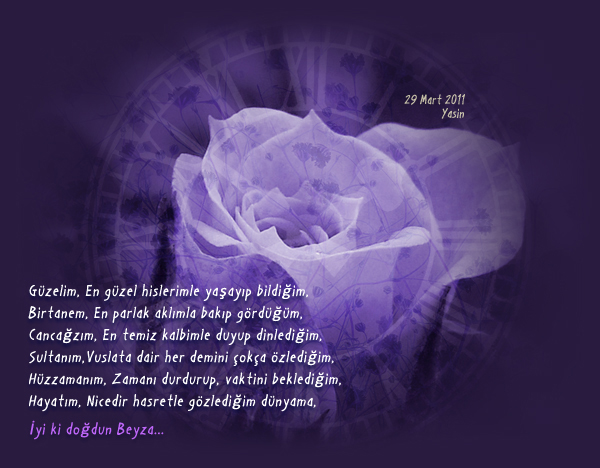 29 Mart 2011
Yasin
Güzelim, En güzel hislerimle yaşayıp bildiğim,
Birtanem, En parlak aklımla bakıp gördüğüm,
Cancağzım, En temiz kalbimle duyup dinlediğim,
Sultanım,Vuslata dair her demini çokça özlediğim,
Hüzzamanım, Zamanı durdurup, vaktini beklediğim,
Hayatım, Nicedir hasretle gözlediğim dünyama,
İyi ki doğdun Beyza...